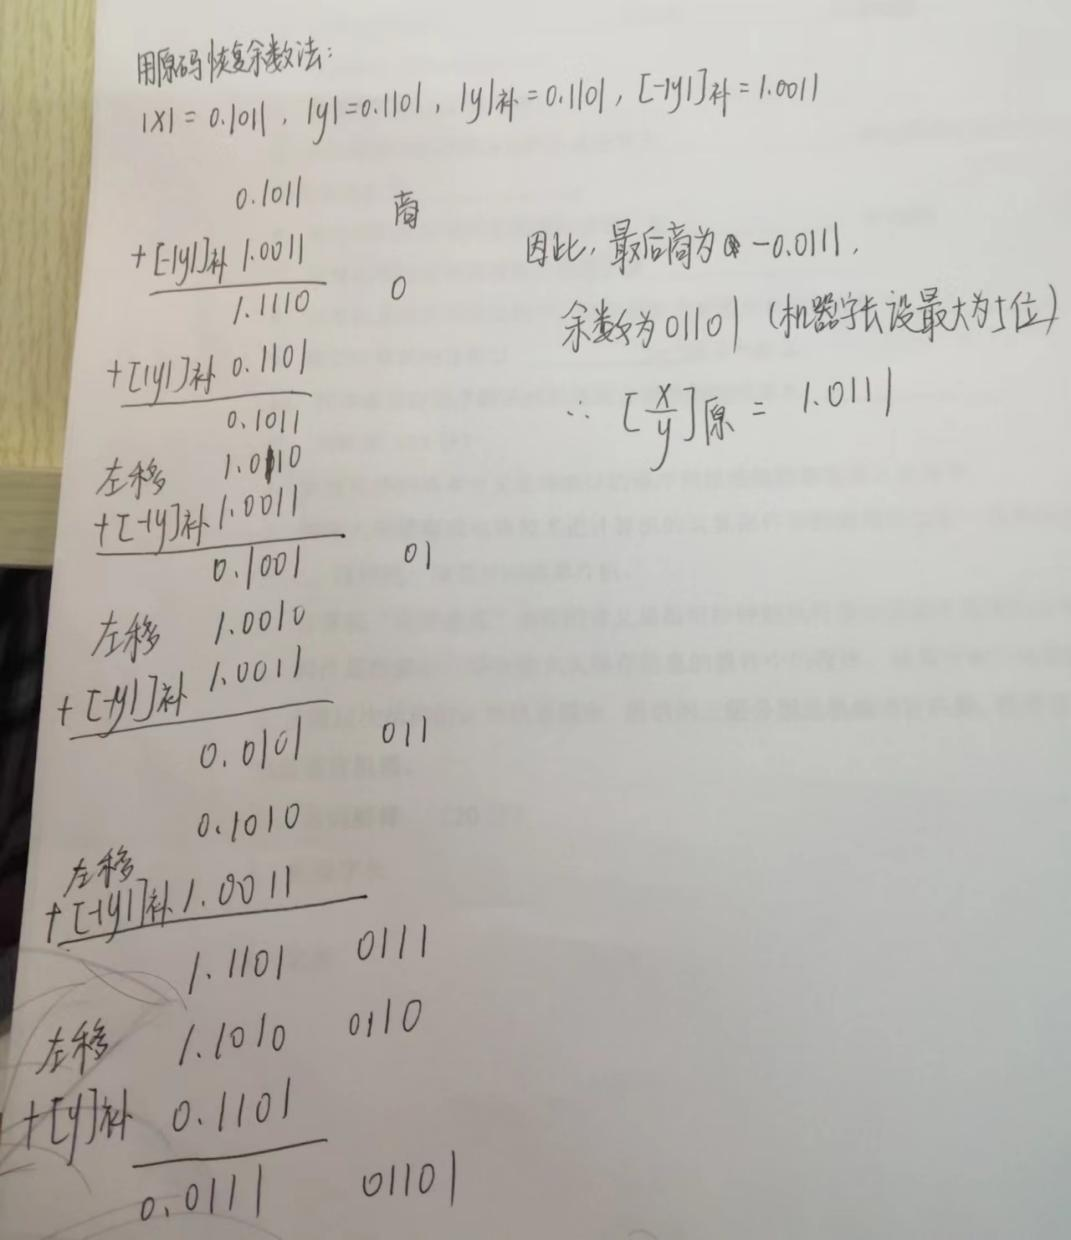 用原码恢复余数法:
|X| = 0.1011, |y|=0.1101, |y|补=0.1101, [-|y|]补=1.0011
0.1011 商
+[-|y|]补 1.0011
1.1110 0
+[|y|]补 0.1101
0.1011
左移 1.0110
+[-|y]补 1.0011
0.1001 01
左移 1.0010
+[-|y|]补 1.0011
0.0101 011
0.1010
左移
+[-|y|]补 1.0011
1.1101 0111
左移 1.1010 0110
+[y]补 0.1101
0.0111 01101
因此, 最后商为 -0.0111,
余数为 01101 (机器字长设最大为5位)
∴ [x/y]原 = 1.0111